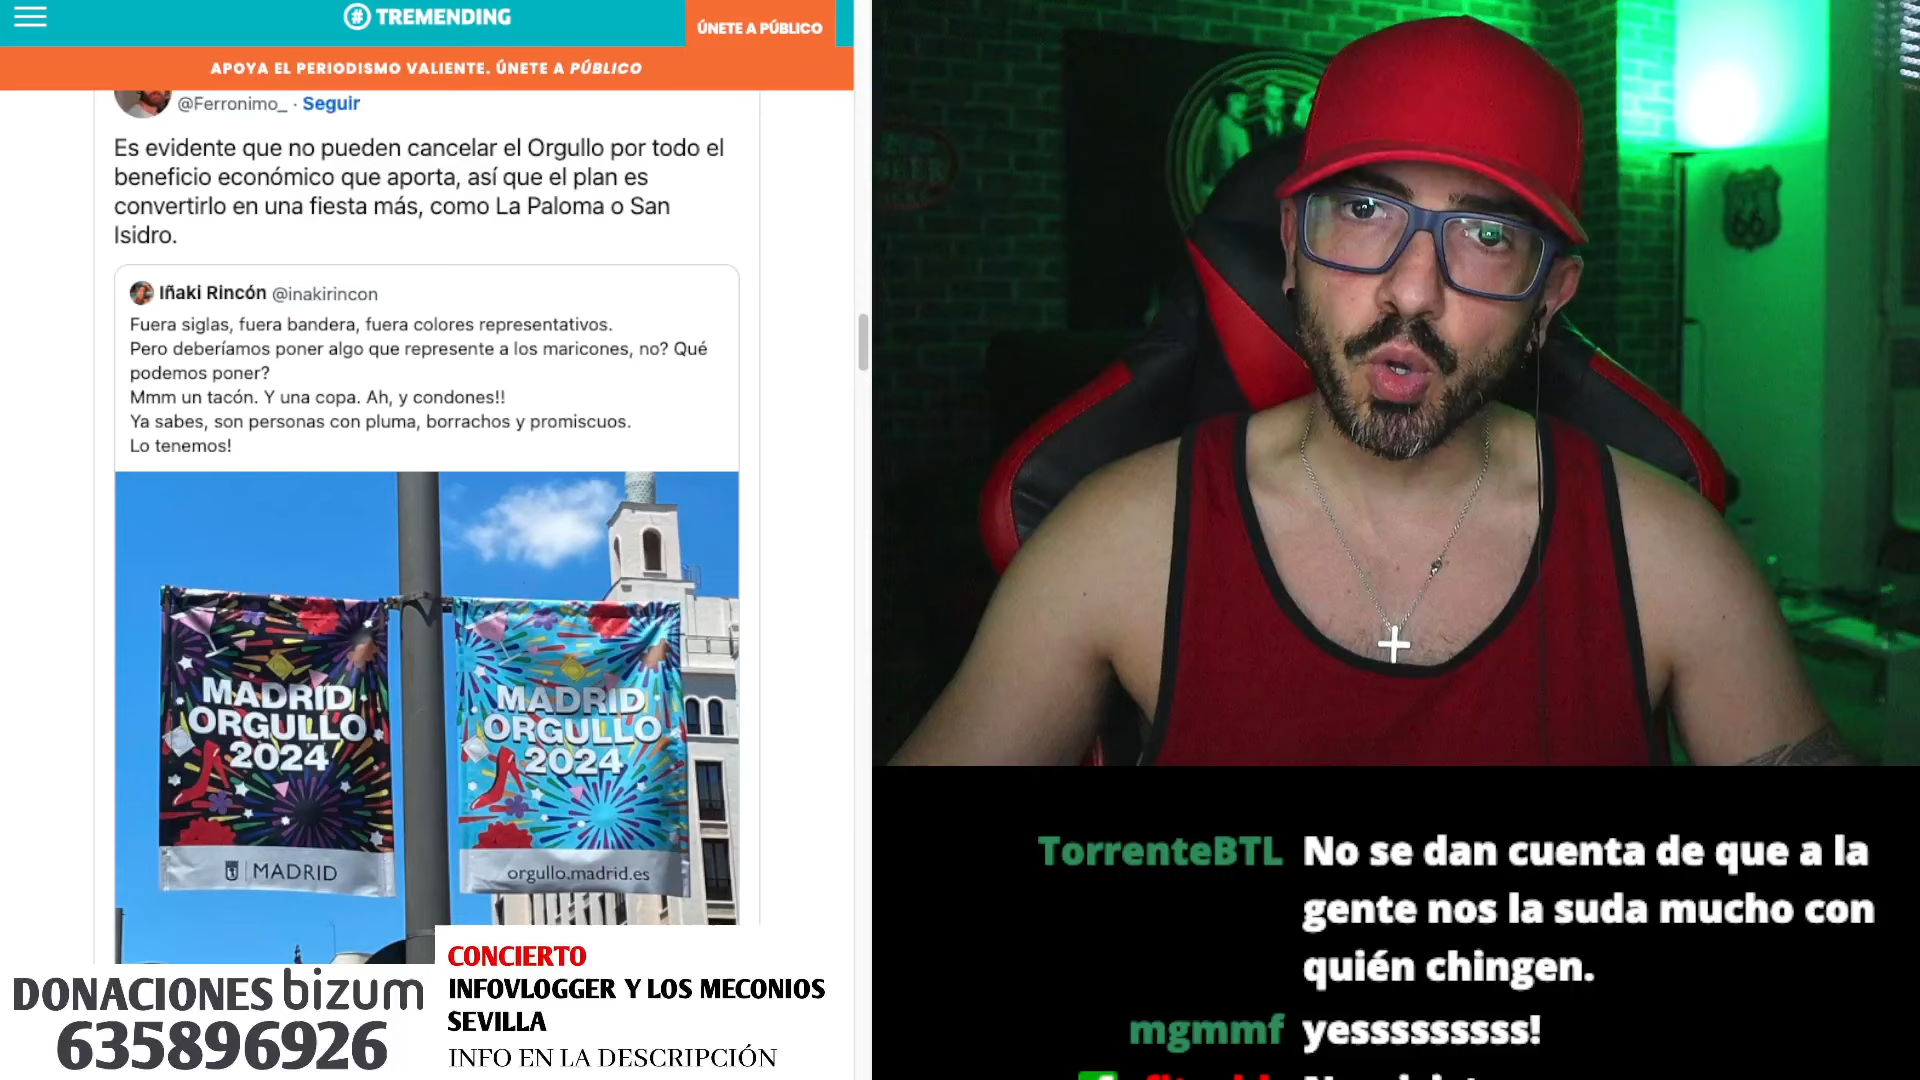 # TREMENDING
ÚNETE A PÚBLICO
APOYA EL PERIODISMO VALIENTE. ÚNETE A PÚBLICO
@Ferronimo_ · Seguir
Es evidente que no pueden cancelar el Orgullo por todo el
beneficio económico que aporta, así que el plan es
convertirlo en una fiesta más, como La Paloma o San
Isidro.
Iñaki Rincón @inakirincon
Fuera siglas, fuera bandera, fuera colores representativos.
Pero deberíamos poner algo que represente a los maricones, no? Qué
podemos poner?
Mmm un tacón. Y una copa. Ah, y condones!!
Ya sabes, son personas con pluma, borrachos y promiscuos.
Lo tenemos!
MADRID
ORGULLO
2024
MADRID
MADRID
ORGULLO
2024
orgullo.madrid.es
DONACIONES bizum
635896926
CONCIERTO
INFOVLOGGER Y LOS MECONIOS
SEVILLA
INFO EN LA DESCRIPCIÓN
66
TorrenteBTL No se dan cuenta de que a la
gente nos la suda mucho con
quién chingen.
mgmmf yesssssssss!